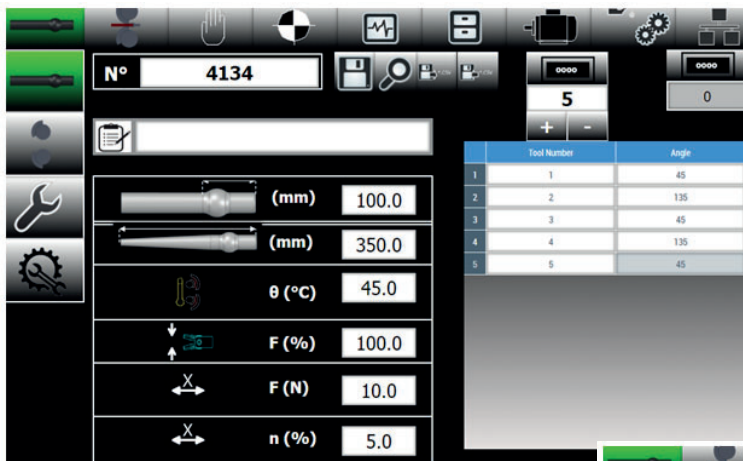 N° 4134
0000
0000
5
0
+ -
Tool Number Angle
1 1 45
2 2 135
3 3 45
4 4 135
5 5 45
(mm) 100.0
(mm) 350.0
θ (°C) 45.0
F (%) 100.0
X F (N) 10.0
X n (%) 5.0